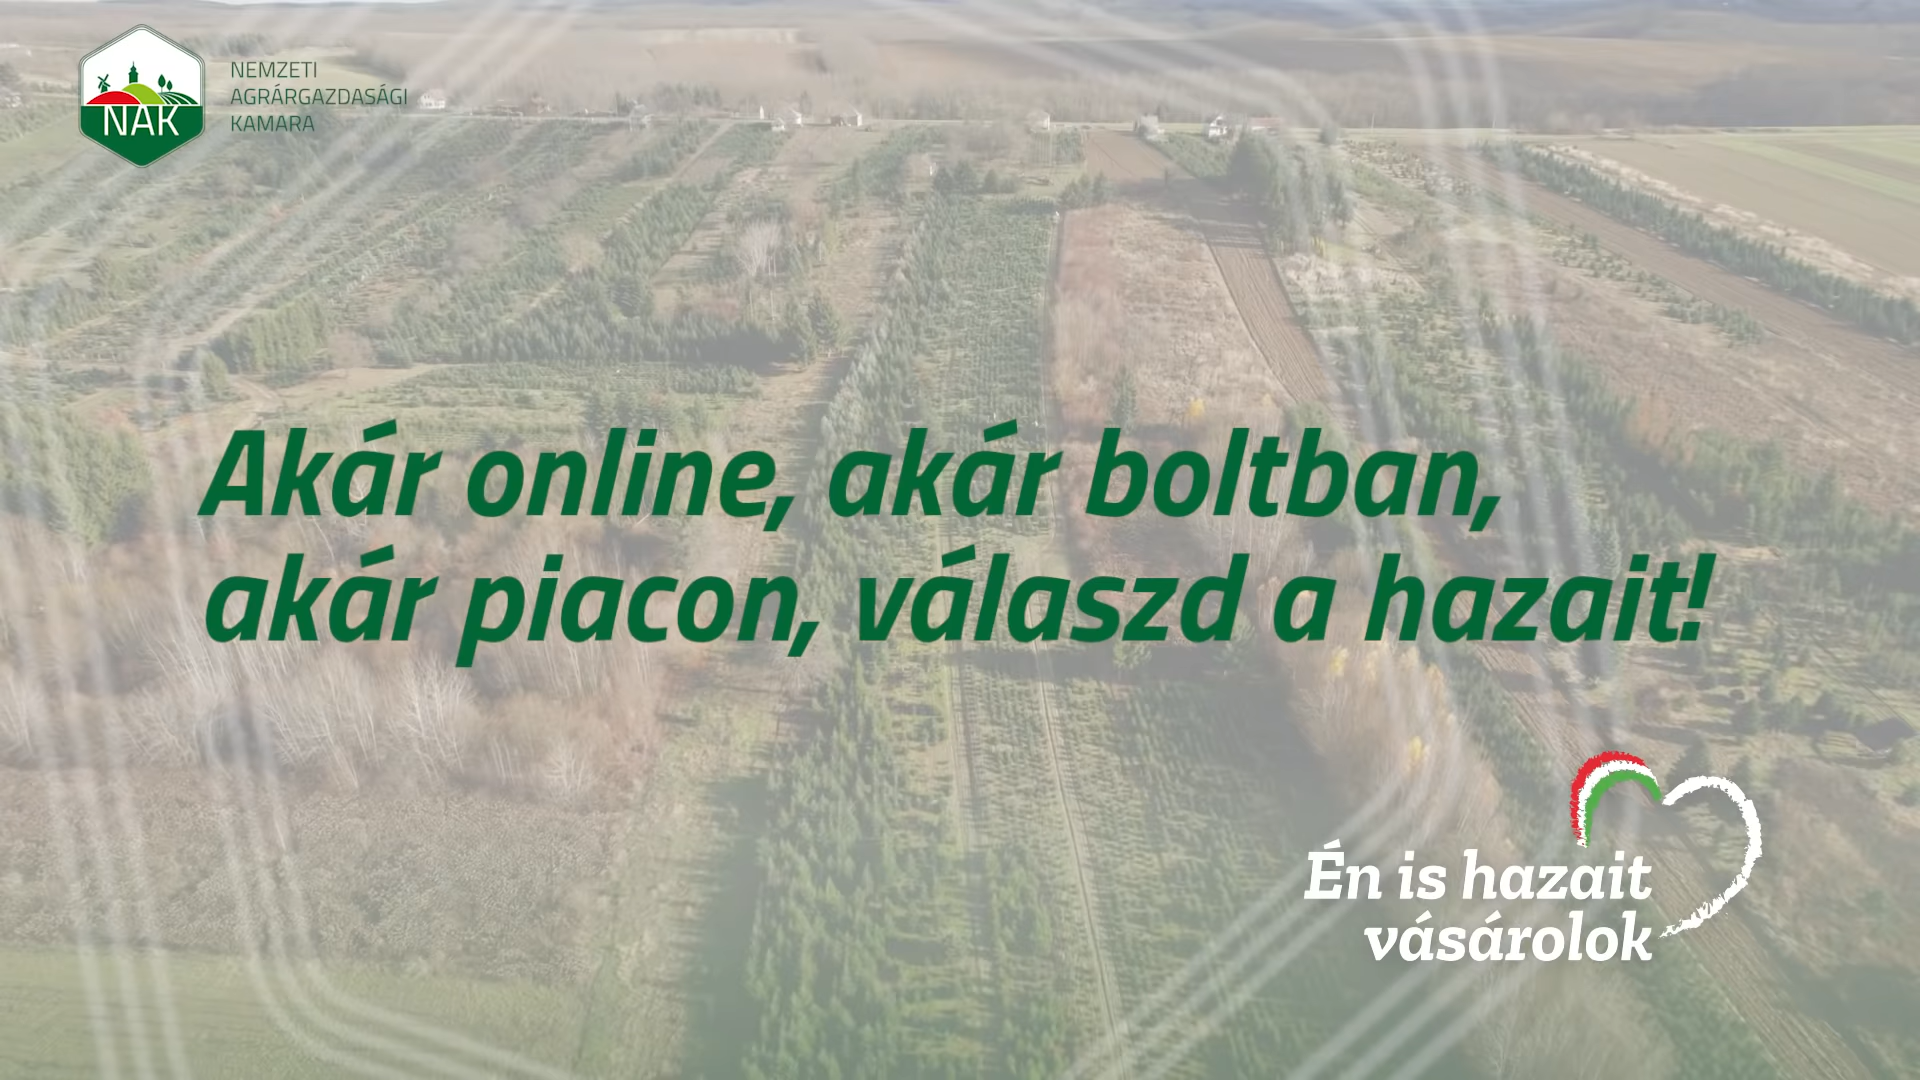 NAK
NEMZETI
AGRÁRGAZDASÁGI
KAMARA
Akár online, akár boltban,
akár piacon, válaszd a hazait!
Én is hazait
vásárolok